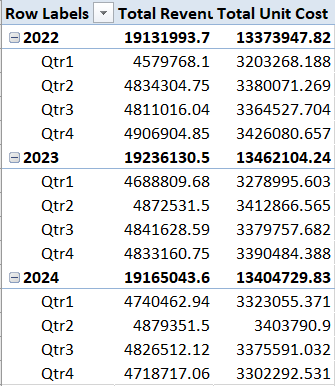 Row Labels Total Revenu Total Unit Cost
2022 19131993.7 13373947.82
Qtr1 4579768.1 3203268.188
Qtr2 4834304.75 3380071.269
Qtr3 4811016.04 3364527.704
Qtr4 4906904.85 3426080.657
2023 19236130.5 13462104.24
Qtr1 4688809.68 3278995.603
Qtr2 4872531.5 3412866.565
Qtr3 4841628.59 3379757.682
Qtr4 4833160.75 3390484.388
2024 19165043.6 13404729.83
Qtr1 4740462.94 3323055.371
Qtr2 4879351.5 3403790.9
Qtr3 4826512.12 3375591.032
Qtr4 4718717.06 3302292.531